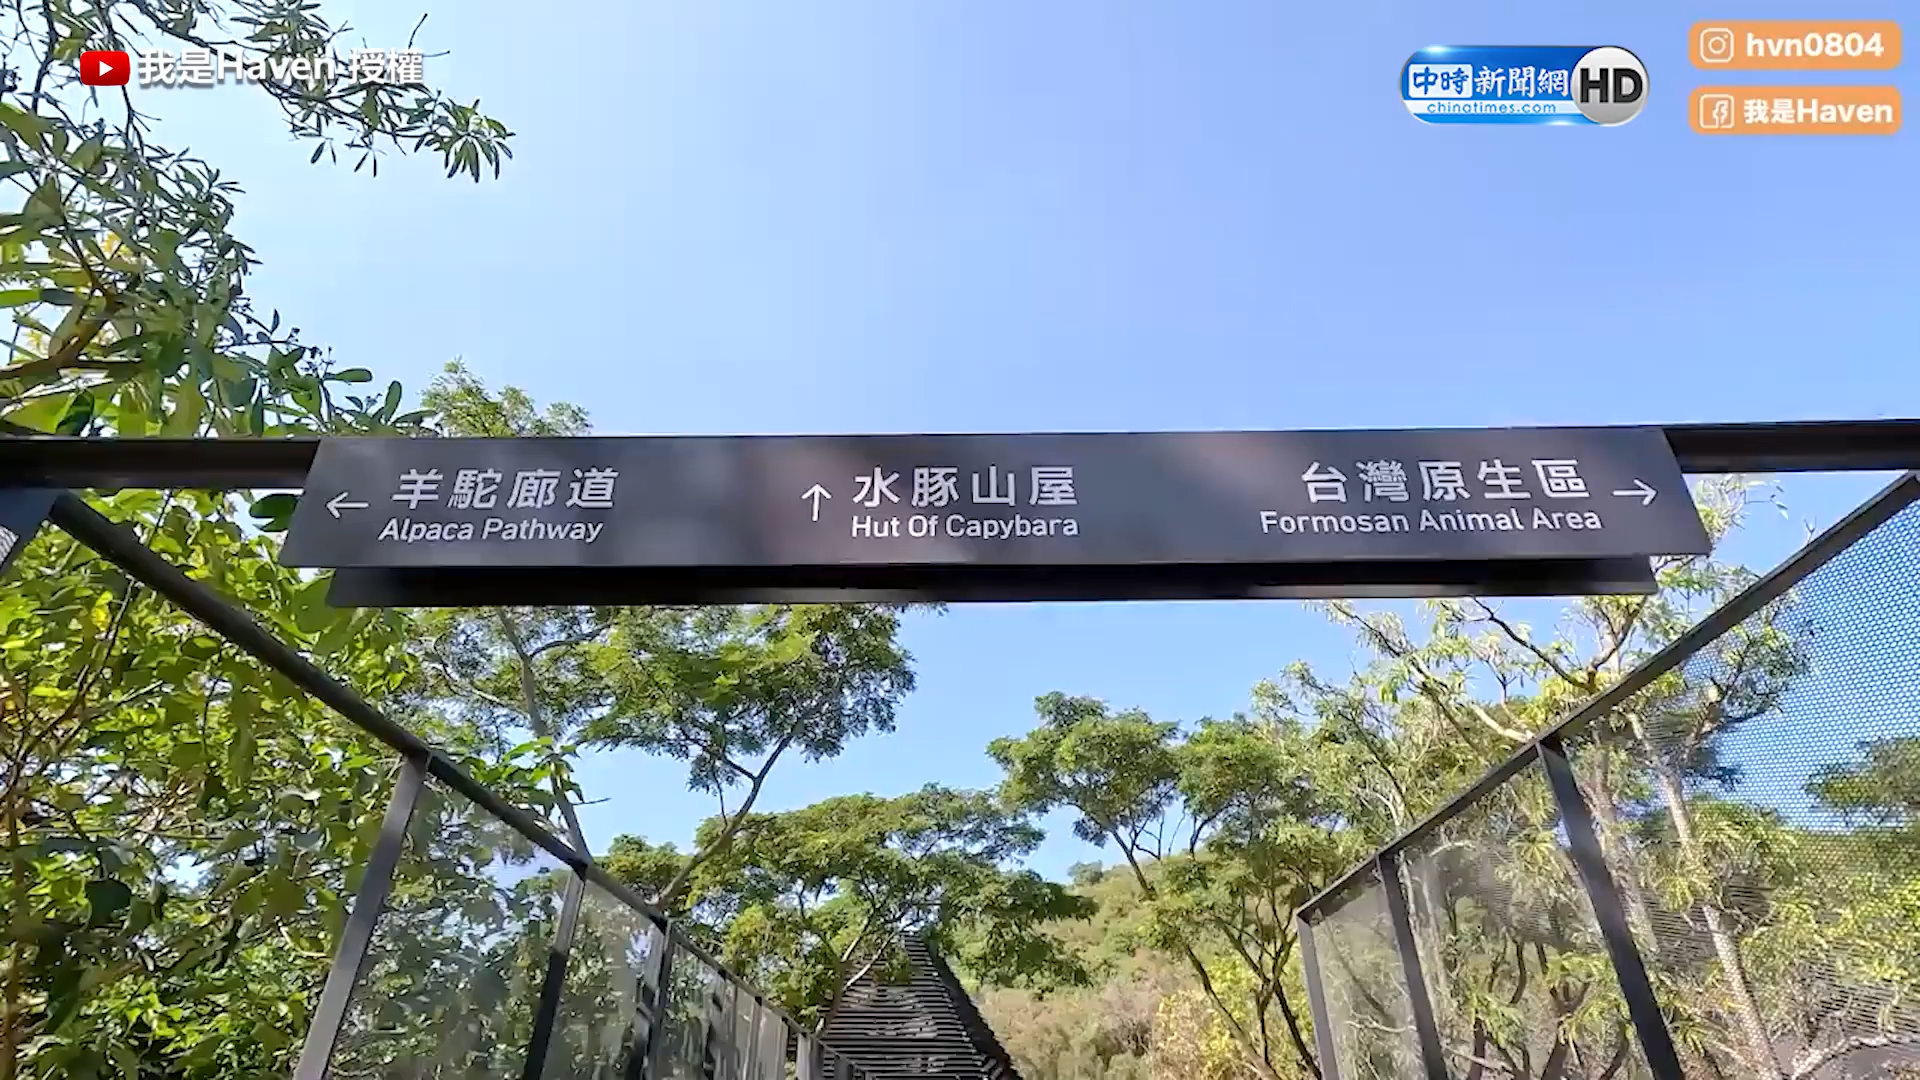 我是Haven 授權
中時新聞網 HD
chinatimes.com
hvn0804
我是Haven
← 羊駝廊道
Alpaca Pathway
↑ 水豚山屋
Hut Of Capybara
台灣原生區 →
Formosan Animal Area